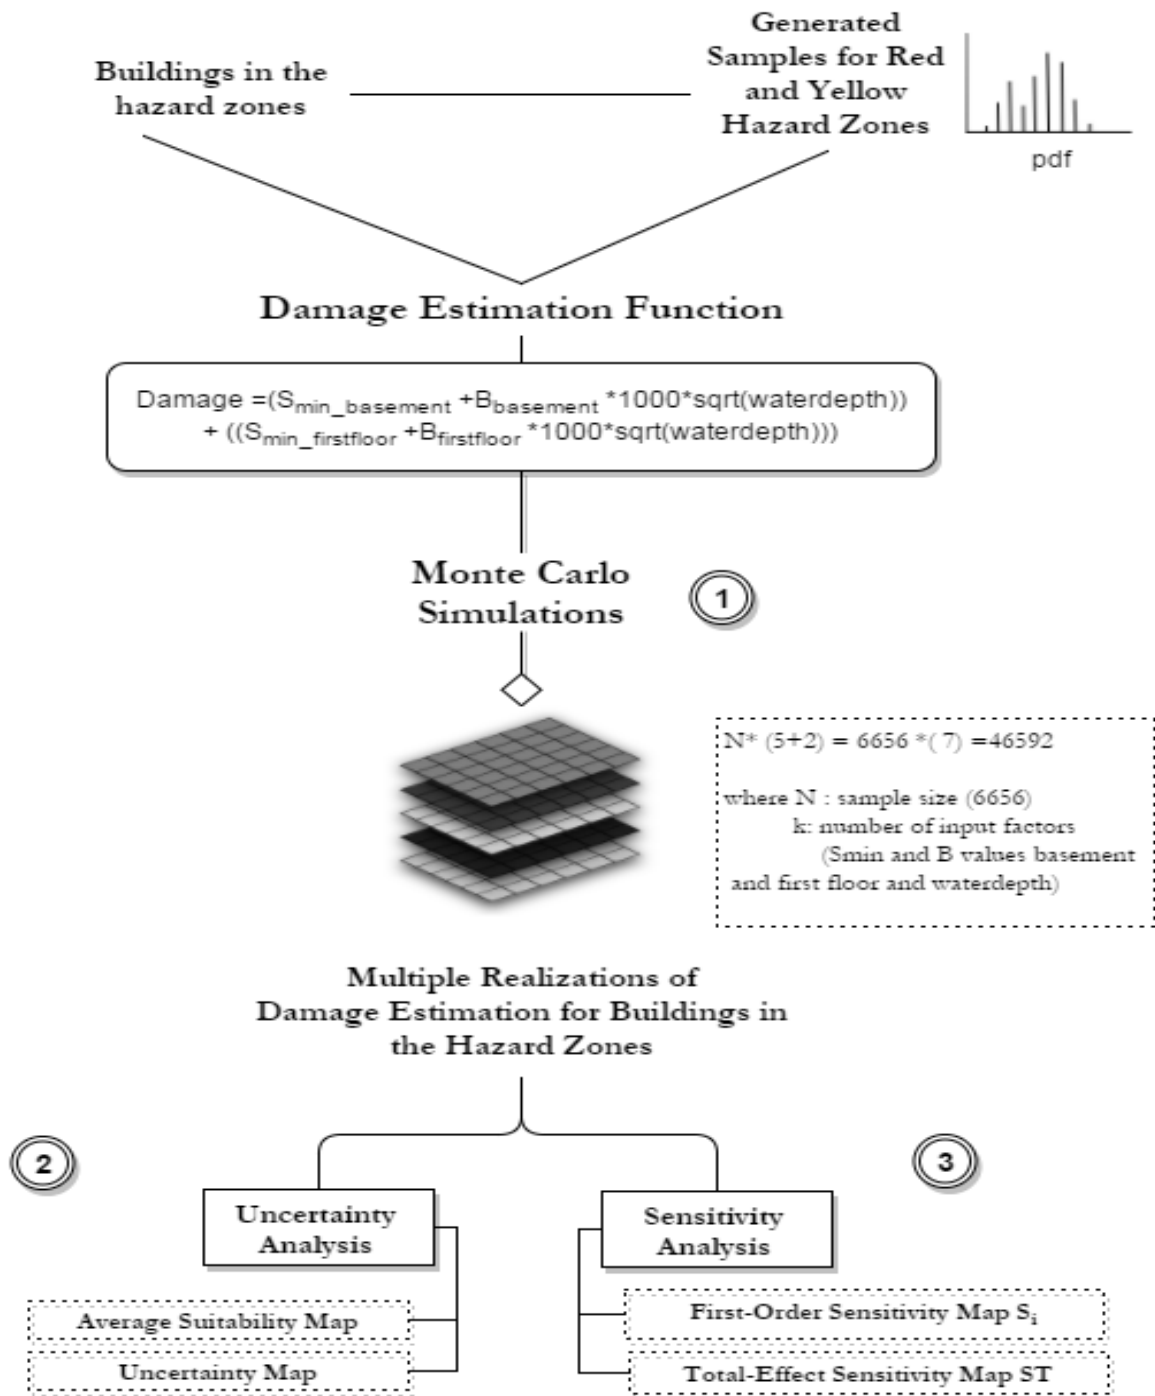 Buildings in the
hazard zones
Generated
Samples for Red
and Yellow
Hazard Zones
pdf
Damage Estimation Function
Damage =(Smin_basement +Bbasement *1000*sqrt(waterdepth))
+ ((Smin_firstfloor +Bfirstfloor *1000*sqrt(waterdepth)))
Monte Carlo
Simulations
1
N* (5+2) = 6656 *( 7) =46592
where N : sample size (6656)
k: number of input factors
(Smin and B values basement
and first floor and waterdepth)
Multiple Realizations of
Damage Estimation for Buildings in
the Hazard Zones
2
3
Uncertainty
Analysis
Sensitivity
Analysis
Average Suitability Map
Uncertainty Map
First-Order Sensitivity Map Si
Total-Effect Sensitivity Map ST